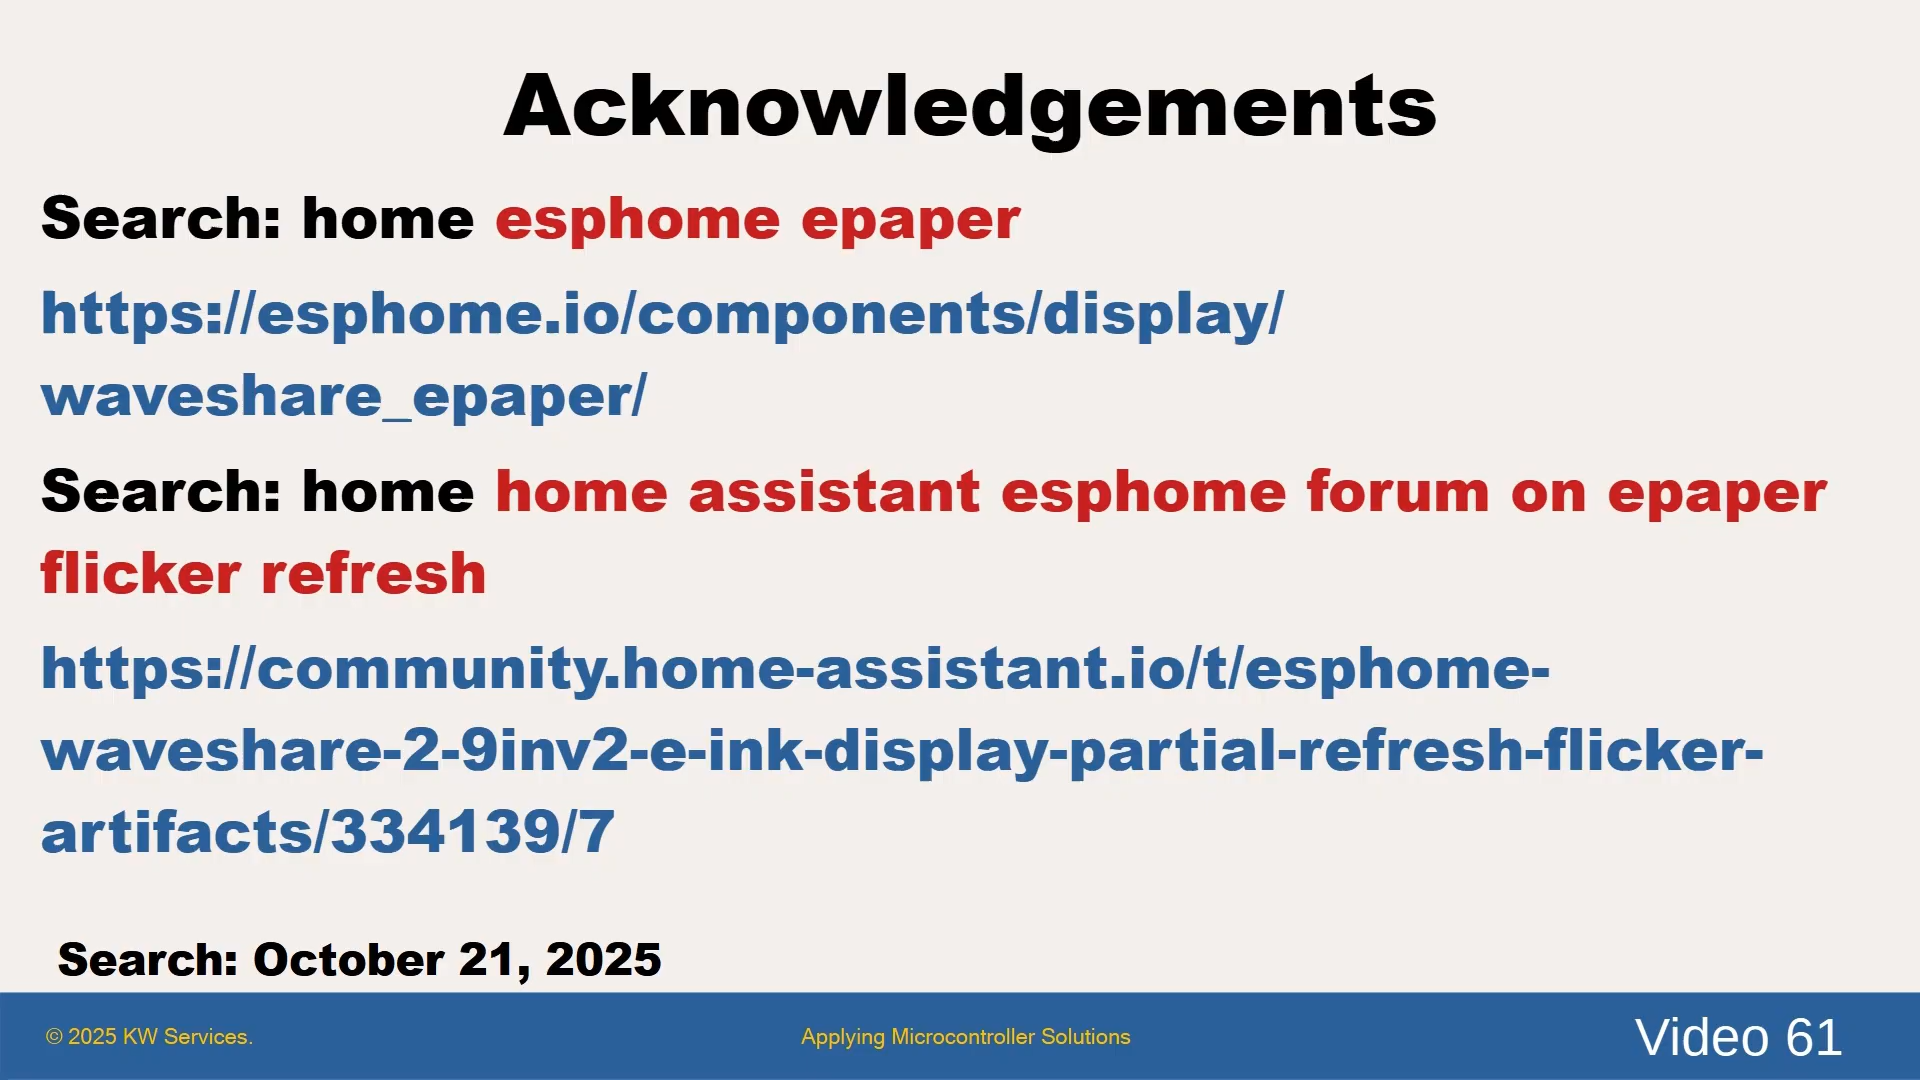 Acknowledgements
Search: home esphome epaper
https://esphome.io/components/display/
waveshare_epaper/
Search: home home assistant esphome forum on epaper
flicker refresh
https://community.home-assistant.io/t/esphome-
waveshare-2-9inv2-e-ink-display-partial-refresh-flicker-
artifacts/334139/7
Search: October 21, 2025
© 2025 KW Services.
Applying Microcontroller Solutions
Video 61